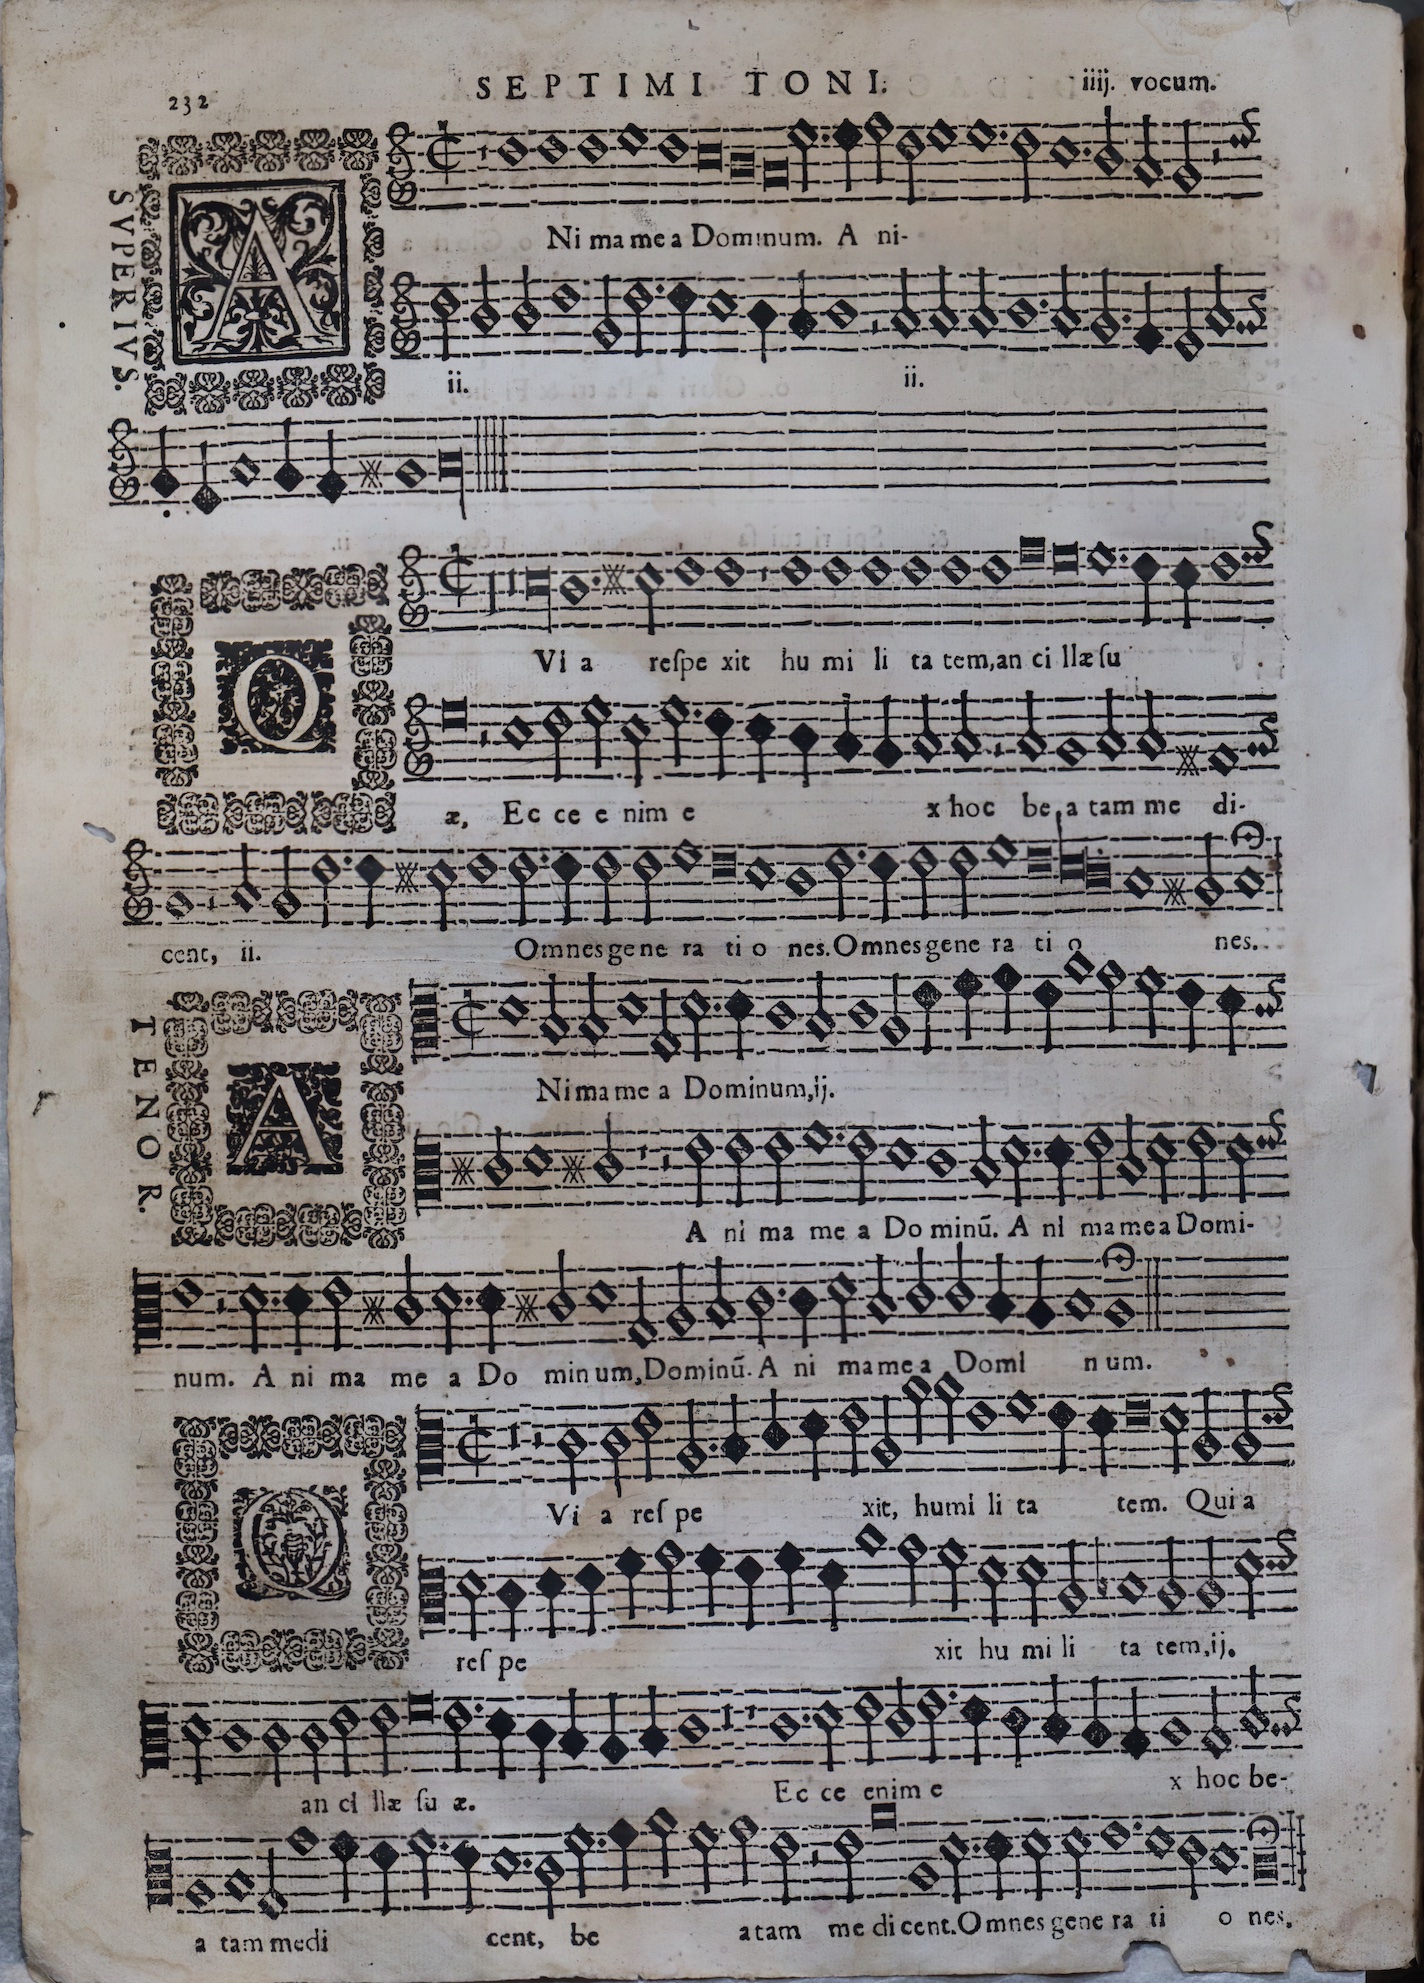 232
SEPTIMI TONI.
iiij. vocum.
SVPERIVS.
A
Ni ma me a Dominum. A ni-
ii. ii.
Q
Vi a reſpe xit hu mi li ta tem, an ci llæ ſu
æ, Ec ce e nim e x hoc be a tam me di-
cent, ii. Omnes gene ra ti o nes. Omnes gene ra ti o nes.
TENOR.
A
Ni ma me a Dominum, ij.
A ni ma me a Do minū. A ni ma me a Domi-
num. A ni ma me a Do minum, Dominū. A ni ma me a Domi num.
Q
Vi a reſ pe xit, humi li ta tem. Qui a
reſ pe xit hu mi li ta tem, ij.
an ci llæ ſu æ. Ec ce enim e x hoc be-
a tam medi cent, be atam me di cent. Omnes gene ra ti o nes,